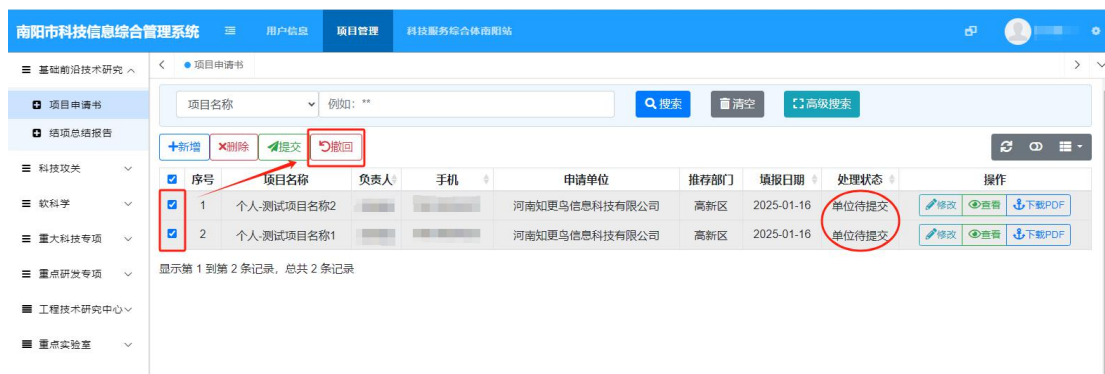 南阳市科技信息综合管理系统 用户信息 项目管理 科技服务综合体南阳站
基础前沿技术研究 项目申请书
项目申请书 项目名称 例如: ** 搜索 清空 高级搜索
结项总结报告
新增 删除 提交 撤回
科技攻关
序号 项目名称 负责人 手机 申请单位 推荐部门 填报日期 处理状态 操作
软科学
1 个人-测试项目名称2 河南知更鸟信息科技有限公司 高新区 2025-01-16 单位待提交 修改 查看 下载PDF
重大科技专项
2 个人-测试项目名称1 河南知更鸟信息科技有限公司 高新区 2025-01-16 单位待提交 修改 查看 下载PDF
显示第 1 到第 2 条记录，总共 2 条记录
重点研发专项
工程技术研究中心
重点实验室